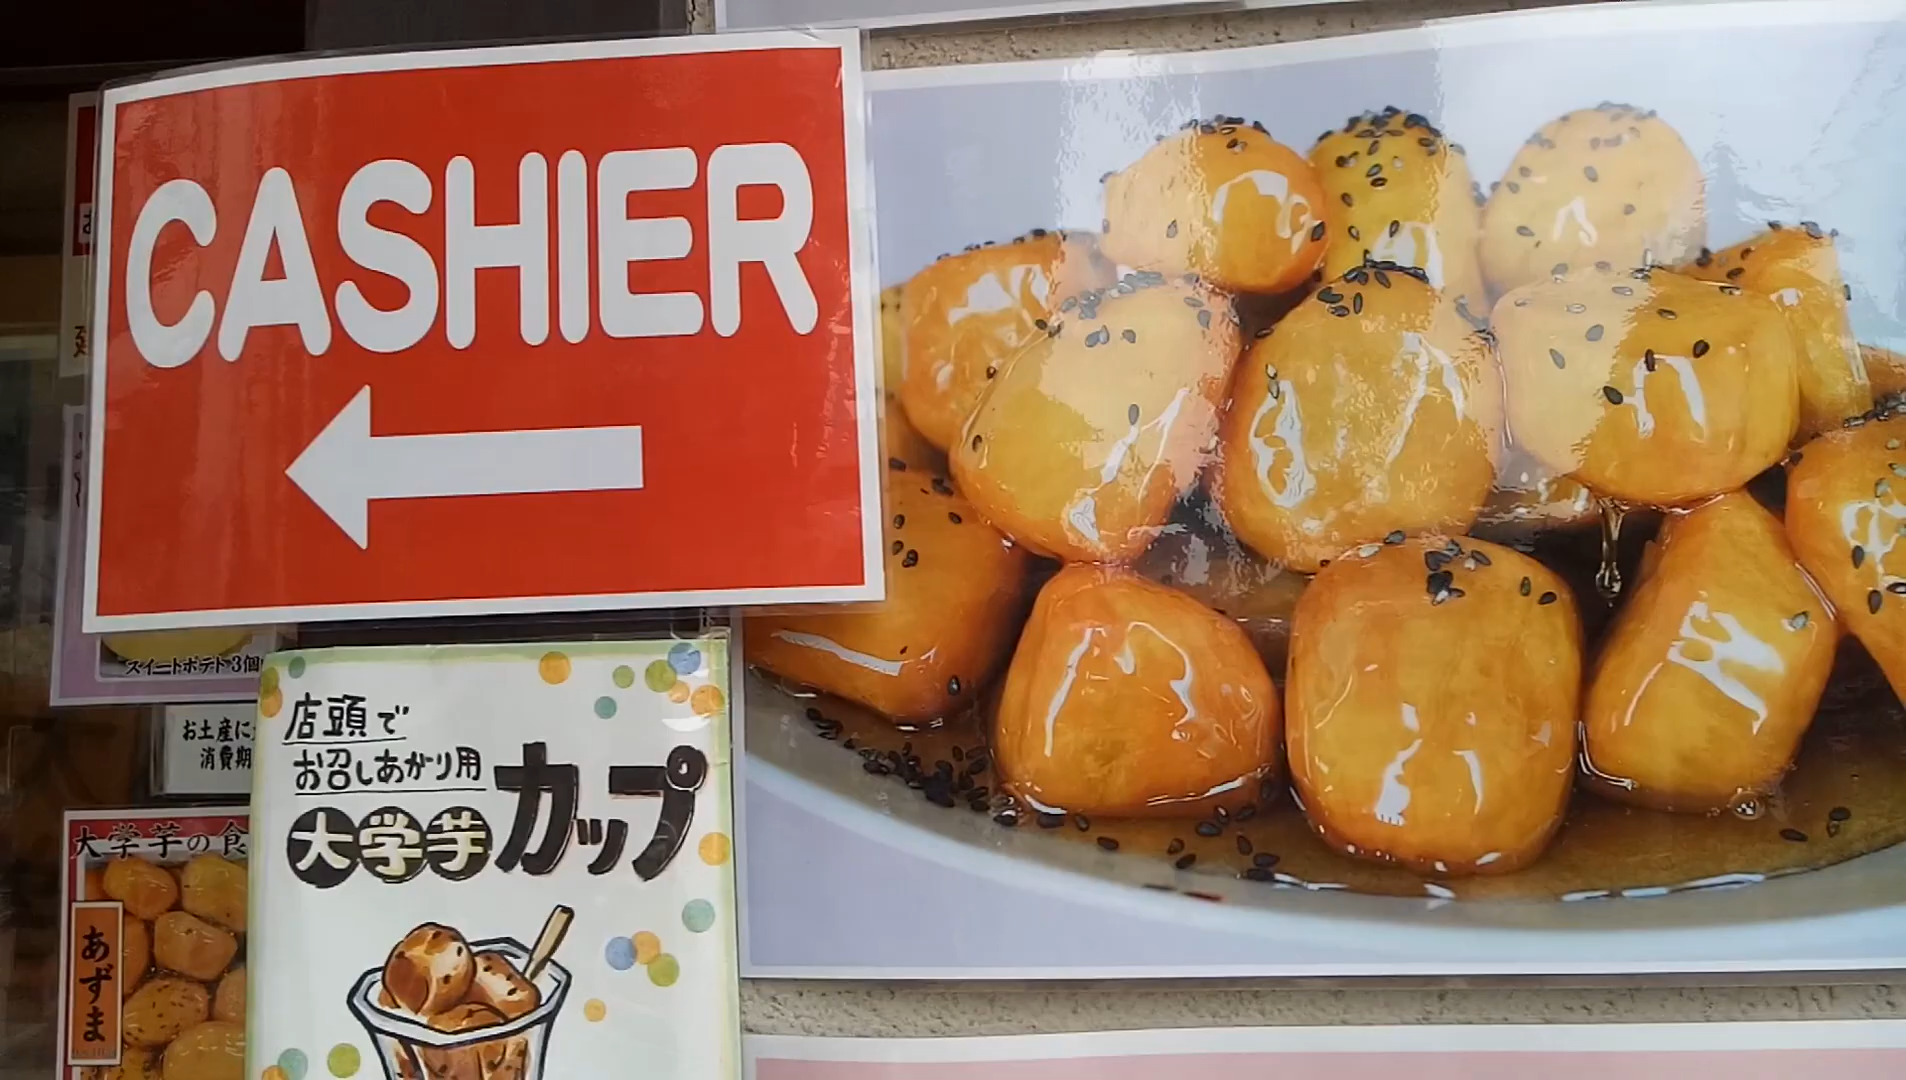 CASHIER
スイートポテト3個
お土産に
消費期
店頭で
お召しあがり用
大学芋カップ
大学芋の食
あずま